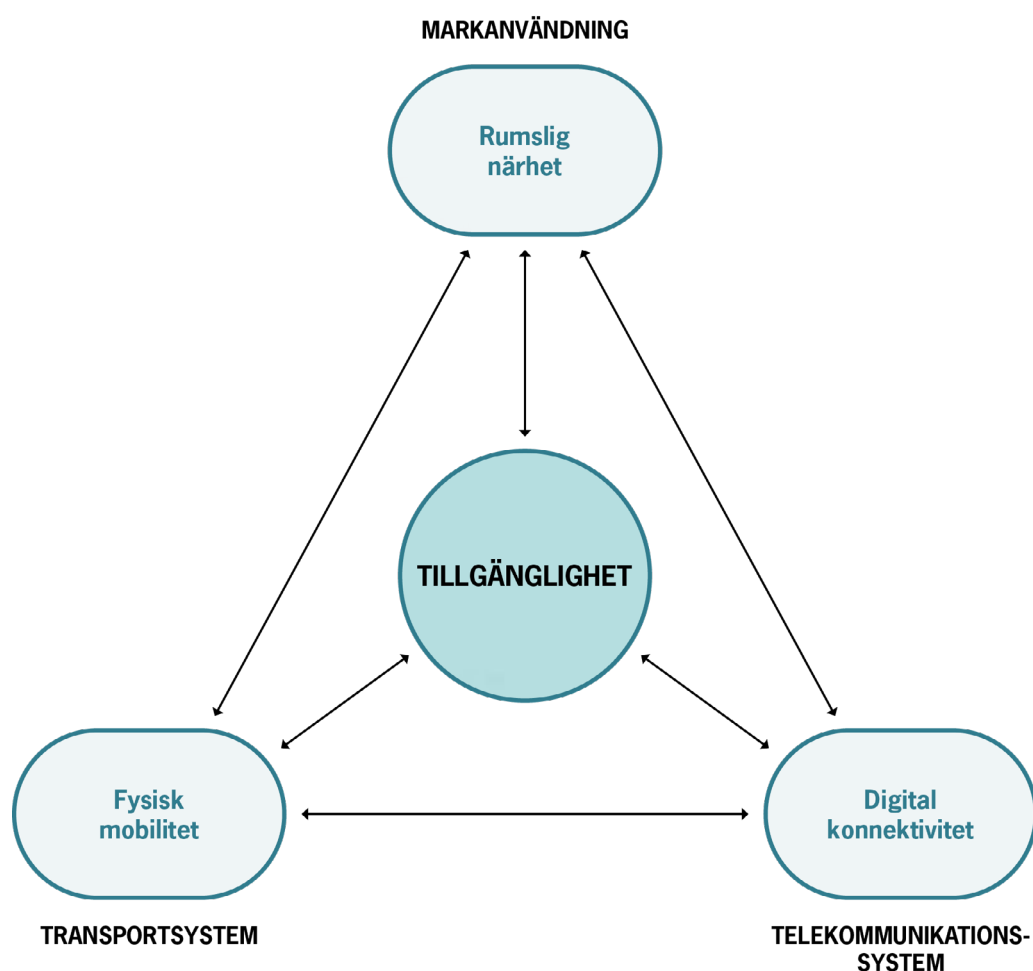 MARKANVÄNDNING
Rumslig
närhet
TILLGÄNGLIGHET
Fysisk
mobilitet
Digital
konnektivitet
TRANSPORTSYSTEM
TELEKOMMUNIKATIONS-
SYSTEM